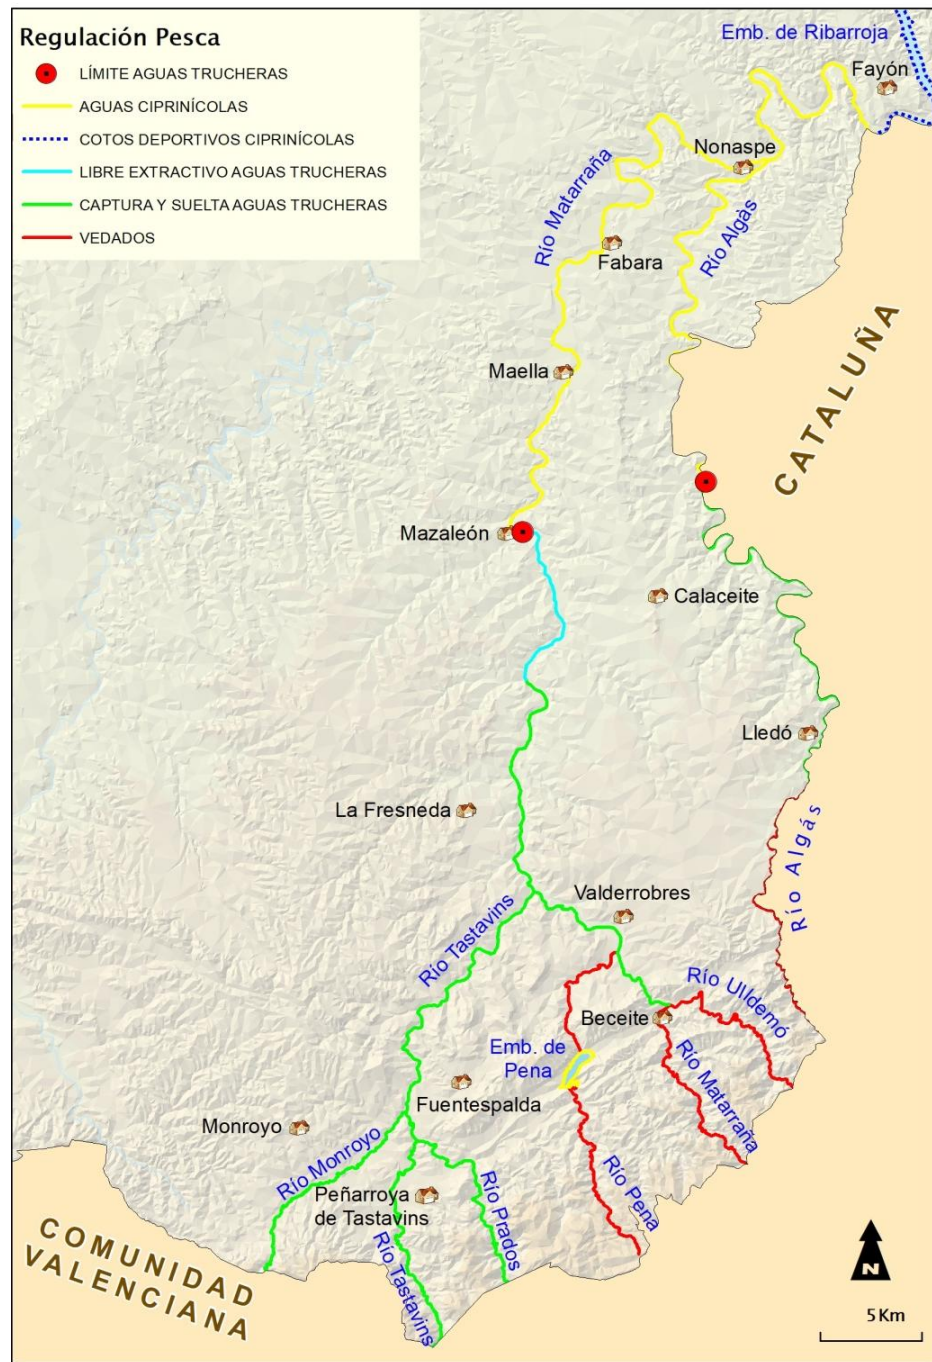 Regulación Pesca
LÍMITE AGUAS TRUCHERAS
AGUAS CIPRINÍCOLAS
COTOS DEPORTIVOS CIPRINÍCOLAS
LIBRE EXTRACTIVO AGUAS TRUCHERAS
CAPTURA Y SUELTA AGUAS TRUCHERAS
VEDADOS
Emb. de Ribarroja
Fayón
Nonaspe
Río Matarraña
Río Algàs
Fabara
CATALUÑA
Maella
Mazaleón
Calaceite
Lledó
La Fresneda
Río Algás
Valderrobres
Río Tastavins
Río Ulldemó
Beceite
Emb. de
Pena
Río Matarraña
Fuentespalda
Monroyo
Río Monroyo
Río Pena
Peñarroya
de Tastavins
Río Prados
Río Tastavins
COMUNIDAD
VALENCIANA
N
5 Km